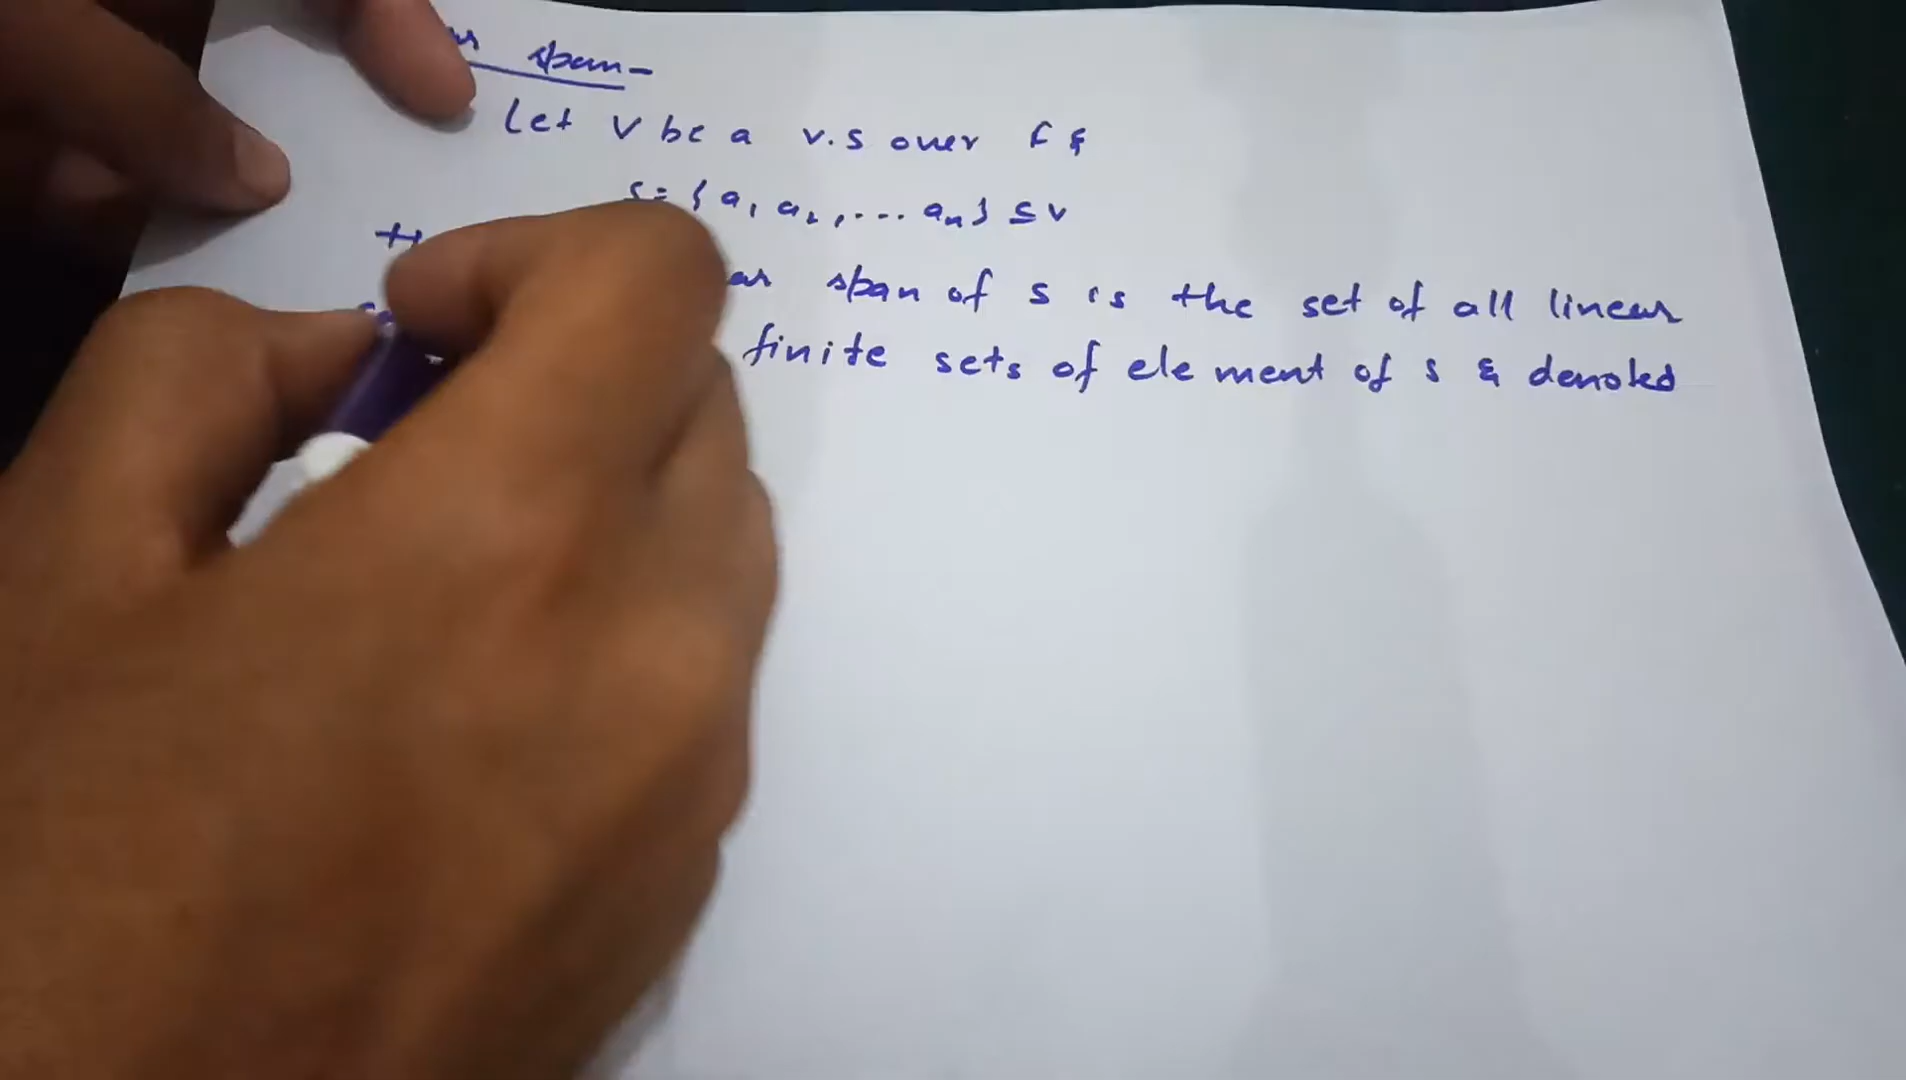 span-
Let V be a v.s over F &
S = { a1 a2, .... an } ⊆ V
span of S is the set of all linear
finite sets of element of S & denoted